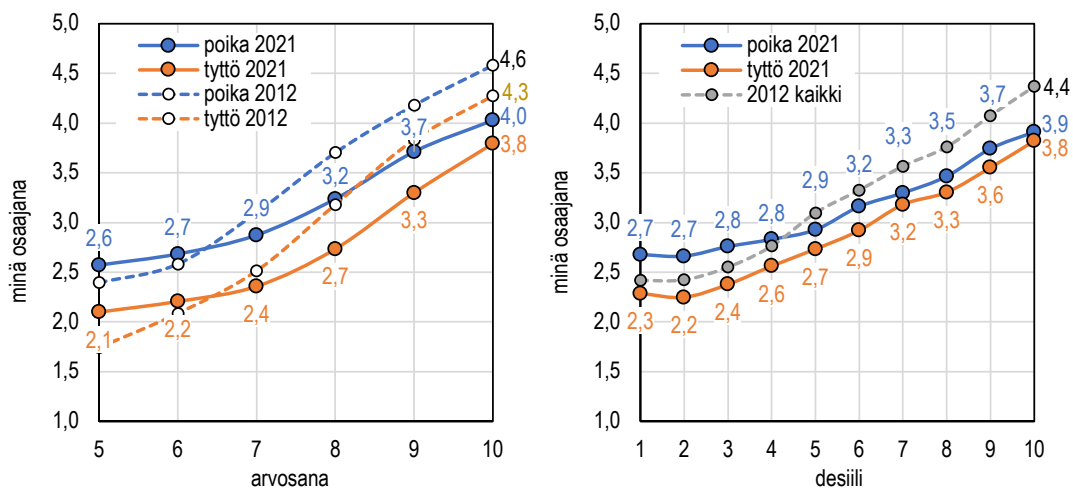 5,0
4,5
4,0
3,5
3,0
2,5
2,0
1,5
1,0
minä osaajana
poika 2021
tyttö 2021
poika 2012
tyttö 2012
4,6
4,3
4,0
3,8
2,6
2,7
2,9
3,2
3,7
2,1
2,2
2,4
2,7
3,3
5 6 7 8 9 10
arvosana
5,0
4,5
4,0
3,5
3,0
2,5
2,0
1,5
1,0
minä osaajana
poika 2021
tyttö 2021
2012 kaikki
4,4
3,9
3,8
2,7 2,7 2,8 2,8 2,9 3,2 3,3 3,5 3,7
2,3 2,2 2,4 2,6 2,7 2,9 3,2 3,3 3,6
1 2 3 4 5 6 7 8 9 10
desiili